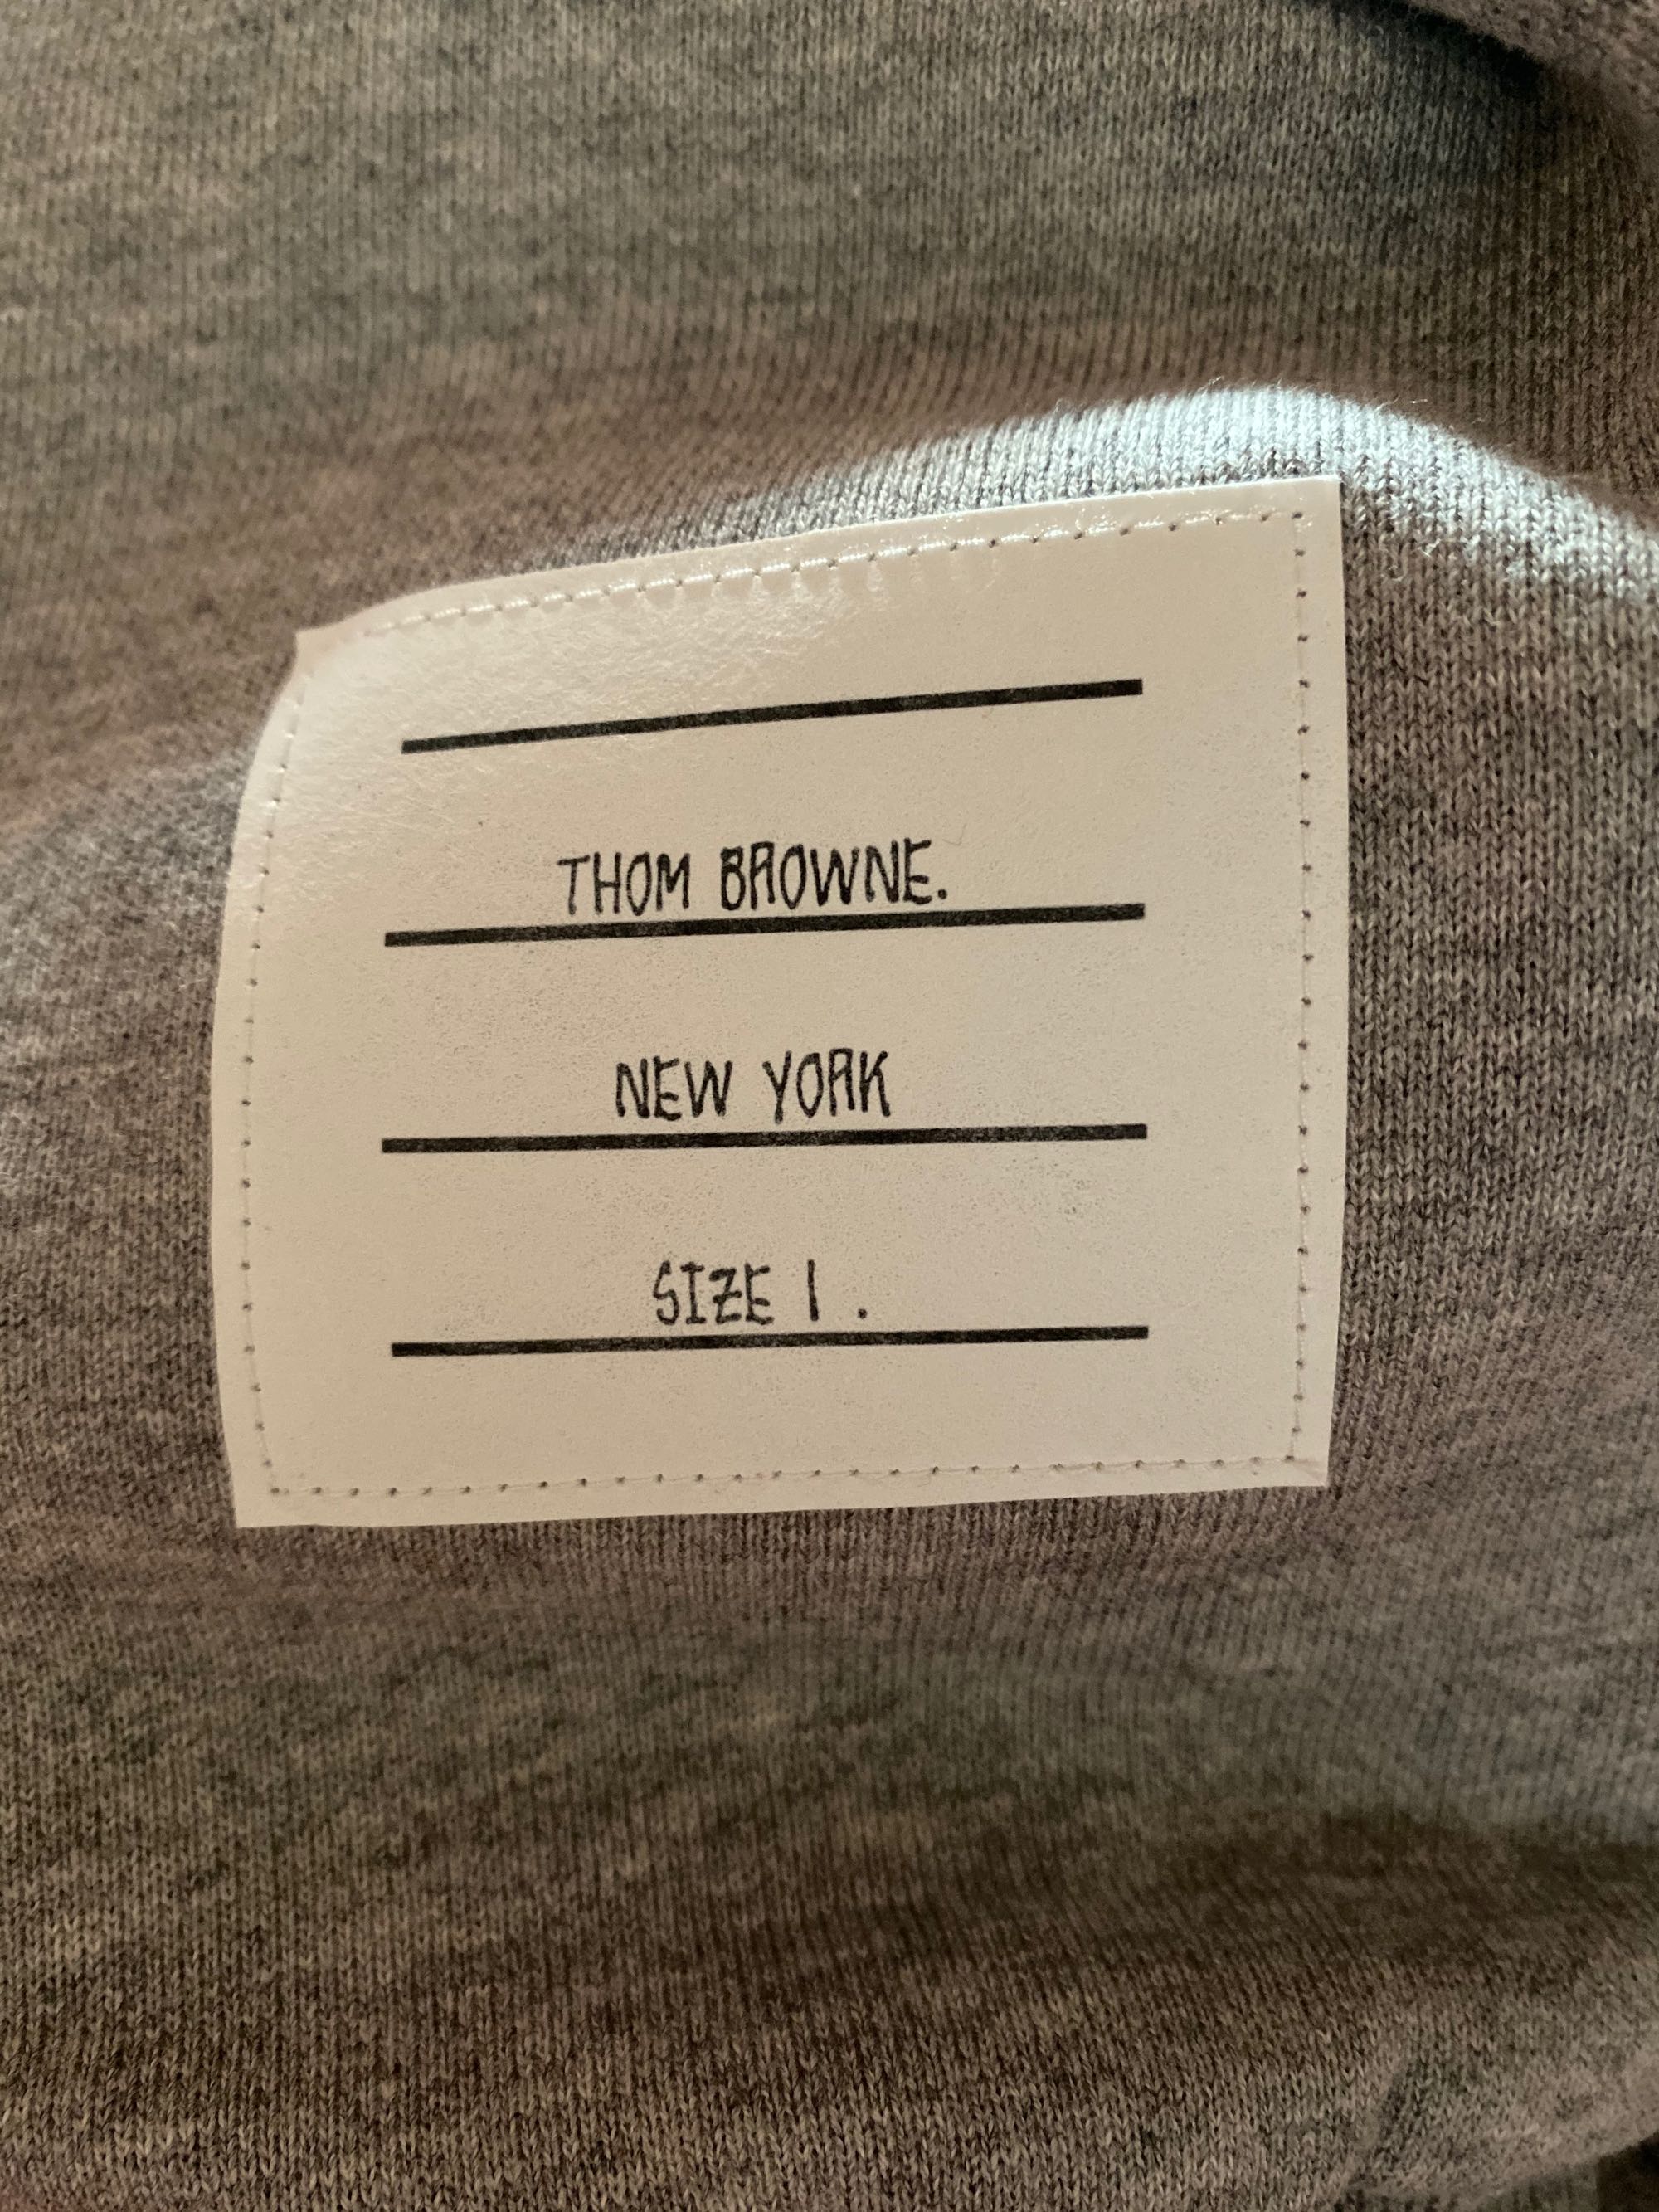 THOM BROWNE.
NEW YORK
SIZE 1 .